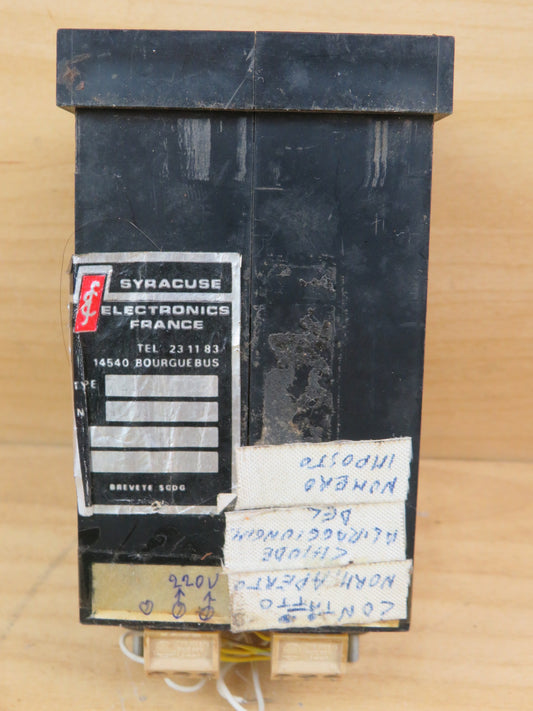 SYRACUSE
ELECTRONICS
FRANCE
TEL 23 11 83
14540 BOURGUEBUS
TYPE
N
BREVETE SGDG
CONTATTO
NORM. APERTO
CHIUDE
DEL
NUMERO
IMPOSTO